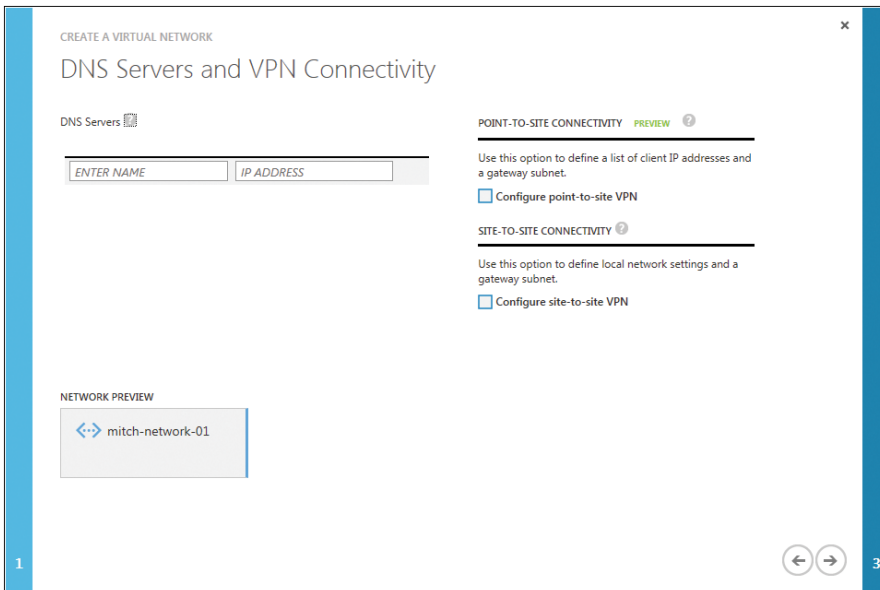 CREATE A VIRTUAL NETWORK
×
DNS Servers and VPN Connectivity
DNS Servers ?
ENTER NAME
IP ADDRESS
POINT-TO-SITE CONNECTIVITY PREVIEW ?
Use this option to define a list of client IP addresses and
a gateway subnet.
Configure point-to-site VPN
SITE-TO-SITE CONNECTIVITY ?
Use this option to define local network settings and a
gateway subnet.
Configure site-to-site VPN
NETWORK PREVIEW
mitch-network-01
1
3